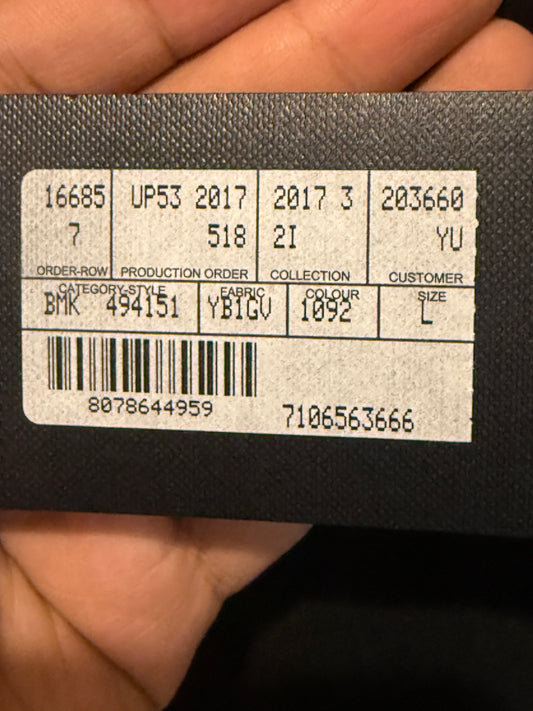 16685 UP53 2017 2017 3 203660
7 518 2I YU
ORDER-ROW PRODUCTION ORDER COLLECTION CUSTOMER
CATEGORY-STYLE FABRIC COLOUR SIZE
BMK 494151 YB1GV 1092 L
8078644959
7106563666